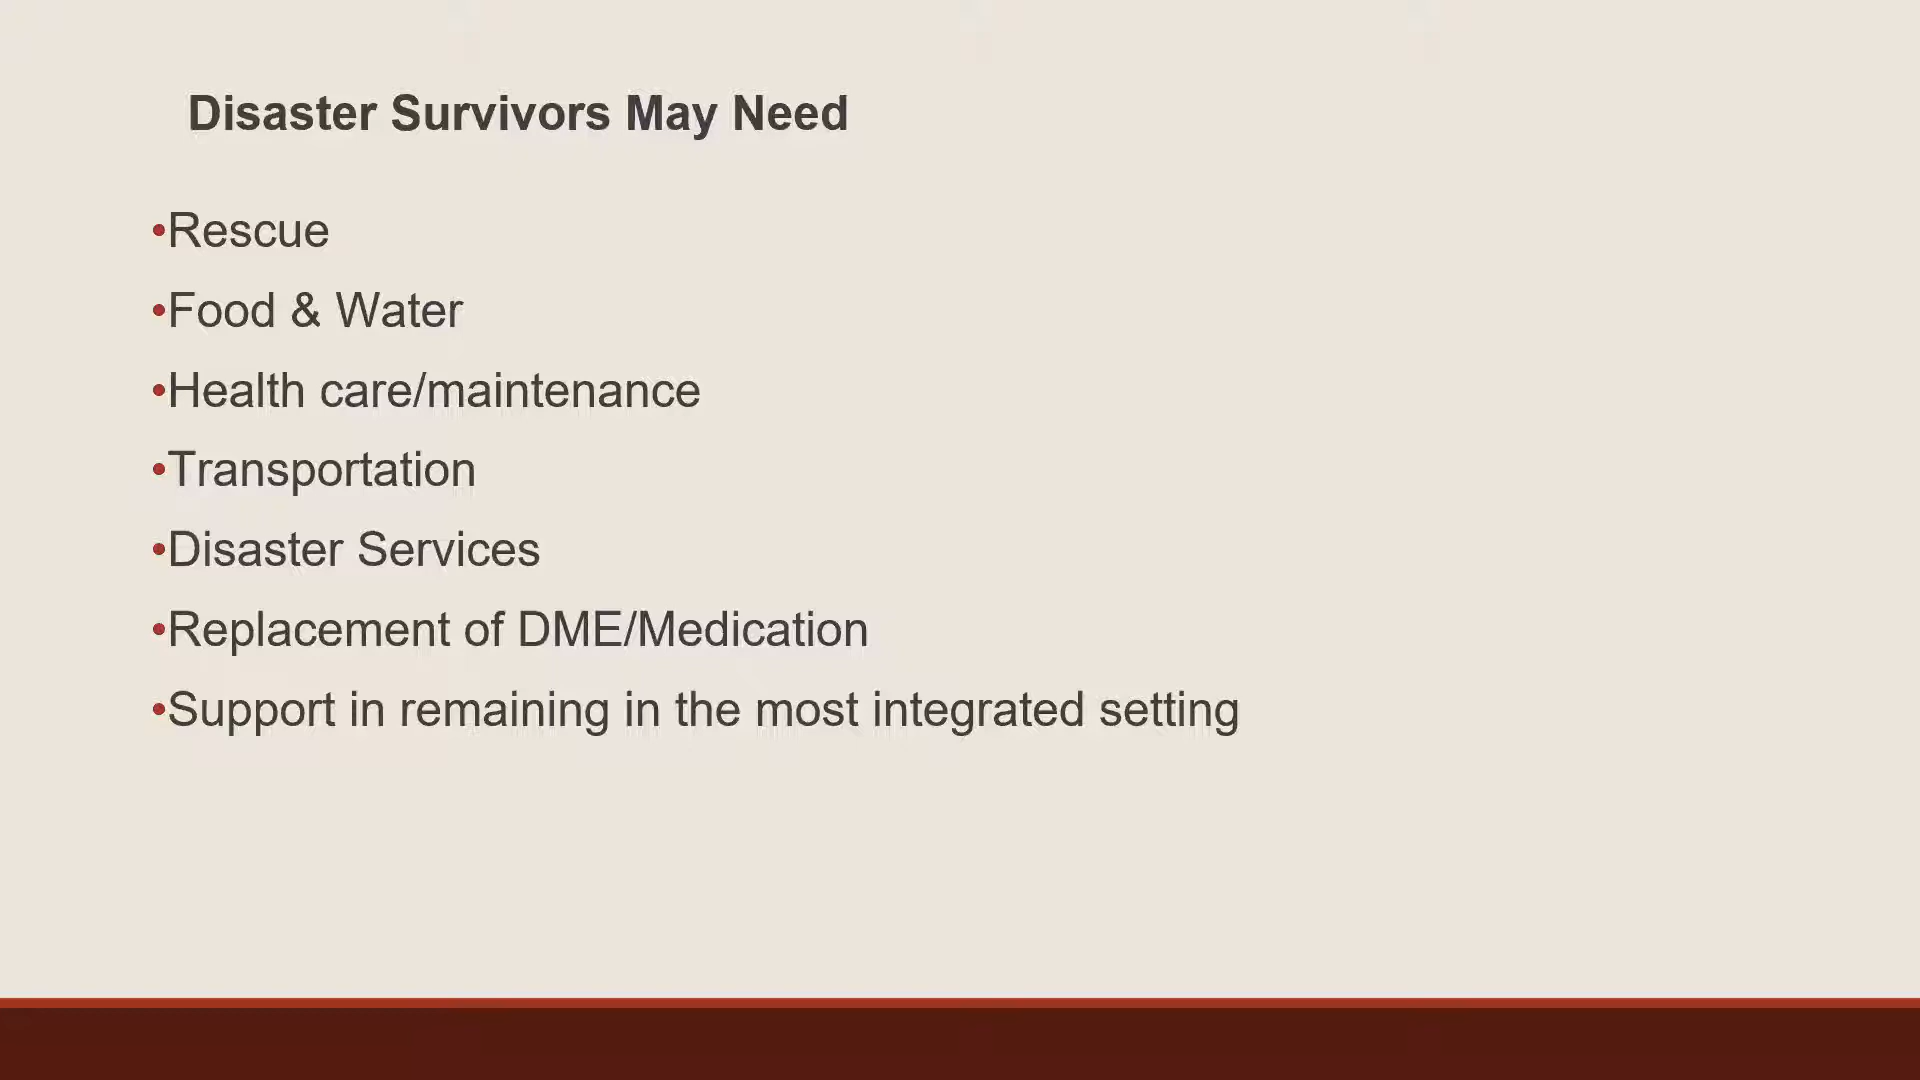 Disaster Survivors May Need
•Rescue
•Food & Water
•Health care/maintenance
•Transportation
•Disaster Services
•Replacement of DME/Medication
•Support in remaining in the most integrated setting